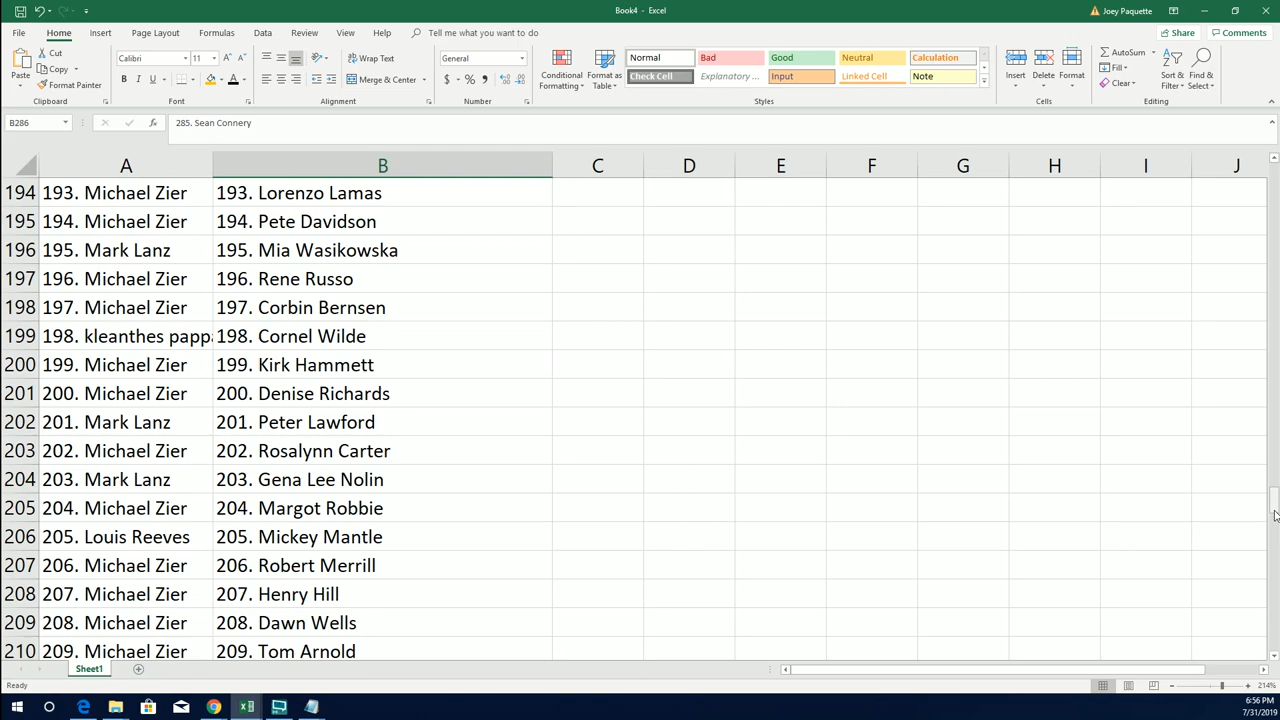 Book4 - Excel
Joey Paquette
File Home Insert Page Layout Formulas Data Review View Help Tell me what you want to do
Share Comments
Paste Cut Copy Format Painter Clipboard
Calibri 11 A A B I U A Font
ab Wrap Text Merge & Center Alignment
General $ % , Number
Conditional Formatting Format as Table
Normal Bad Good Neutral Calculation
Check Cell Explanatory ... Input Linked Cell Note
Styles
Insert Delete Format Cells
AutoSum Fill Clear Sort & Filter Find & Select Editing
B286 fx 285. Sean Connery
A B C D E F G H I J
194 193. Michael Zier 193. Lorenzo Lamas
195 194. Michael Zier 194. Pete Davidson
196 195. Mark Lanz 195. Mia Wasikowska
197 196. Michael Zier 196. Rene Russo
198 197. Michael Zier 197. Corbin Bernsen
199 198. kleanthes pappa 198. Cornel Wilde
200 199. Michael Zier 199. Kirk Hammett
201 200. Michael Zier 200. Denise Richards
202 201. Mark Lanz 201. Peter Lawford
203 202. Michael Zier 202. Rosalynn Carter
204 203. Mark Lanz 203. Gena Lee Nolin
205 204. Michael Zier 204. Margot Robbie
206 205. Louis Reeves 205. Mickey Mantle
207 206. Michael Zier 206. Robert Merrill
208 207. Michael Zier 207. Henry Hill
209 208. Michael Zier 208. Dawn Wells
210 209. Michael Zier 209. Tom Arnold
Sheet1
Ready 214%
6:56 PM
7/31/2019